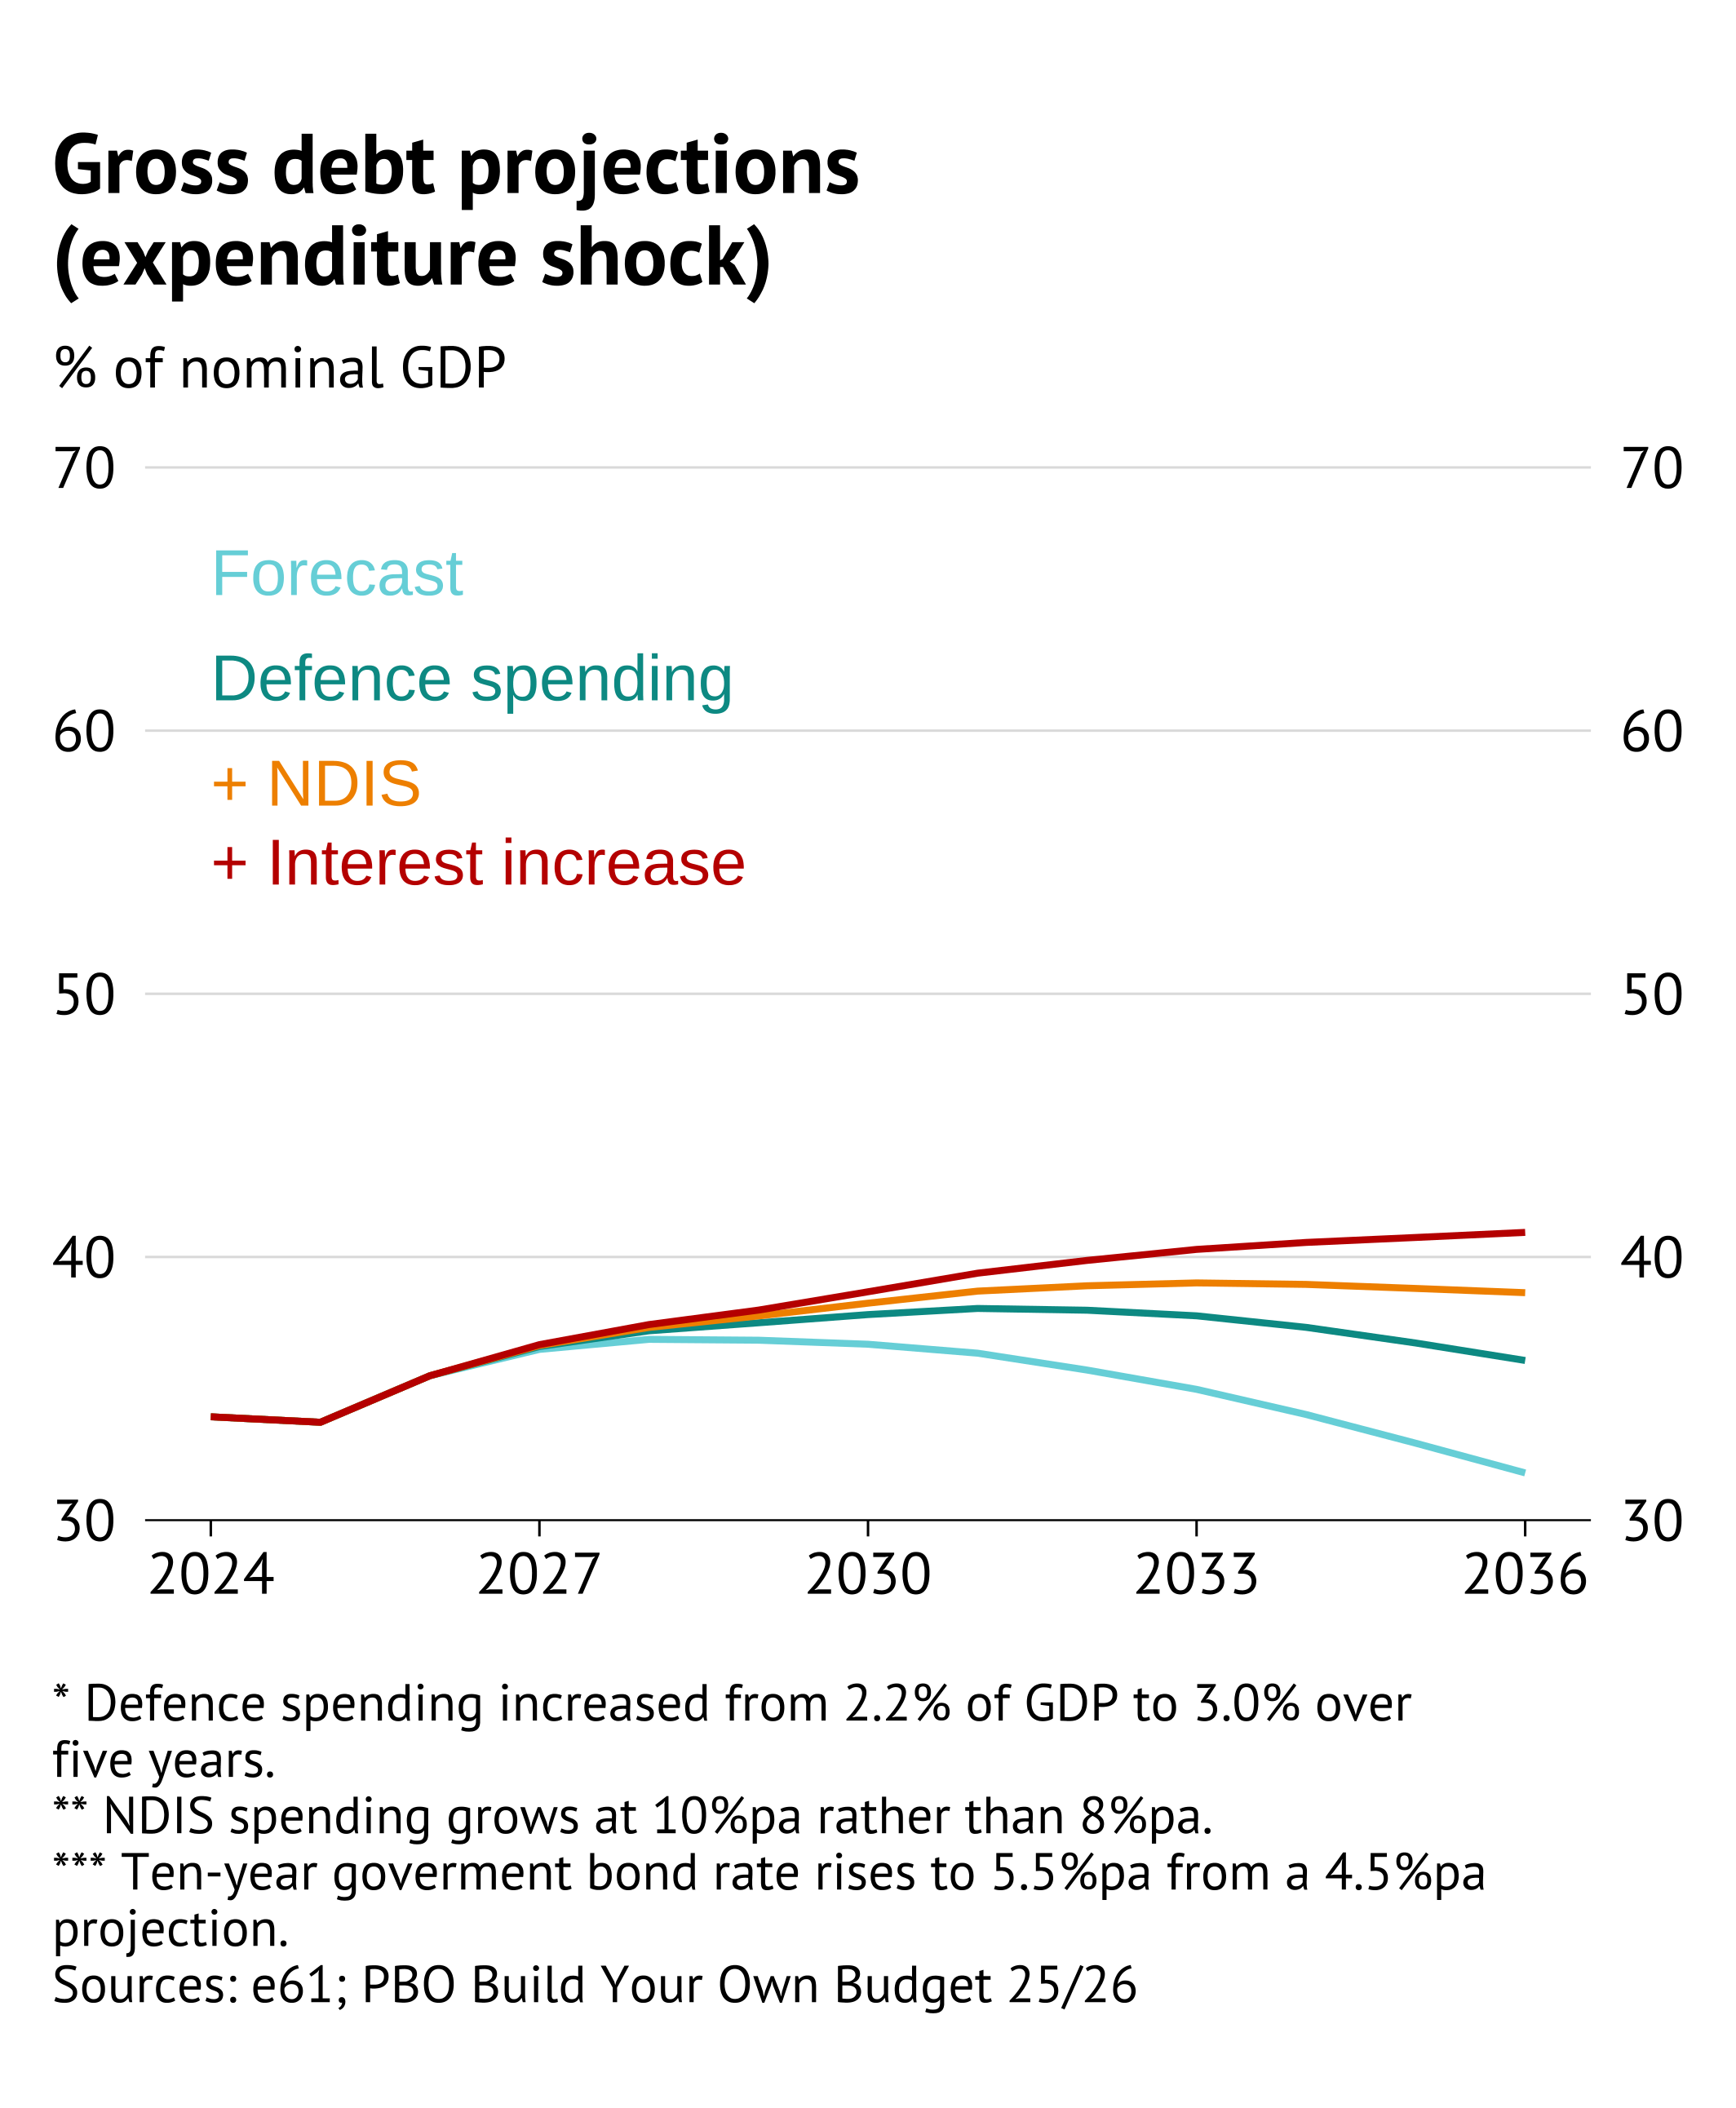 Gross debt projections
(expenditure shock)
% of nominal GDP
70 70
Forecast
Defence spending
60 60
+ NDIS
+ Interest increase
50 50
40 40
30 30
2024 2027 2030 2033 2036
* Defence spending increased from 2.2% of GDP to 3.0% over
five years.
** NDIS spending grows at 10%pa rather than 8%pa.
*** Ten-year goverment bond rate rises to 5.5%pa from a 4.5%pa
projection.
Sources: e61; PBO Build Your Own Budget 25/26